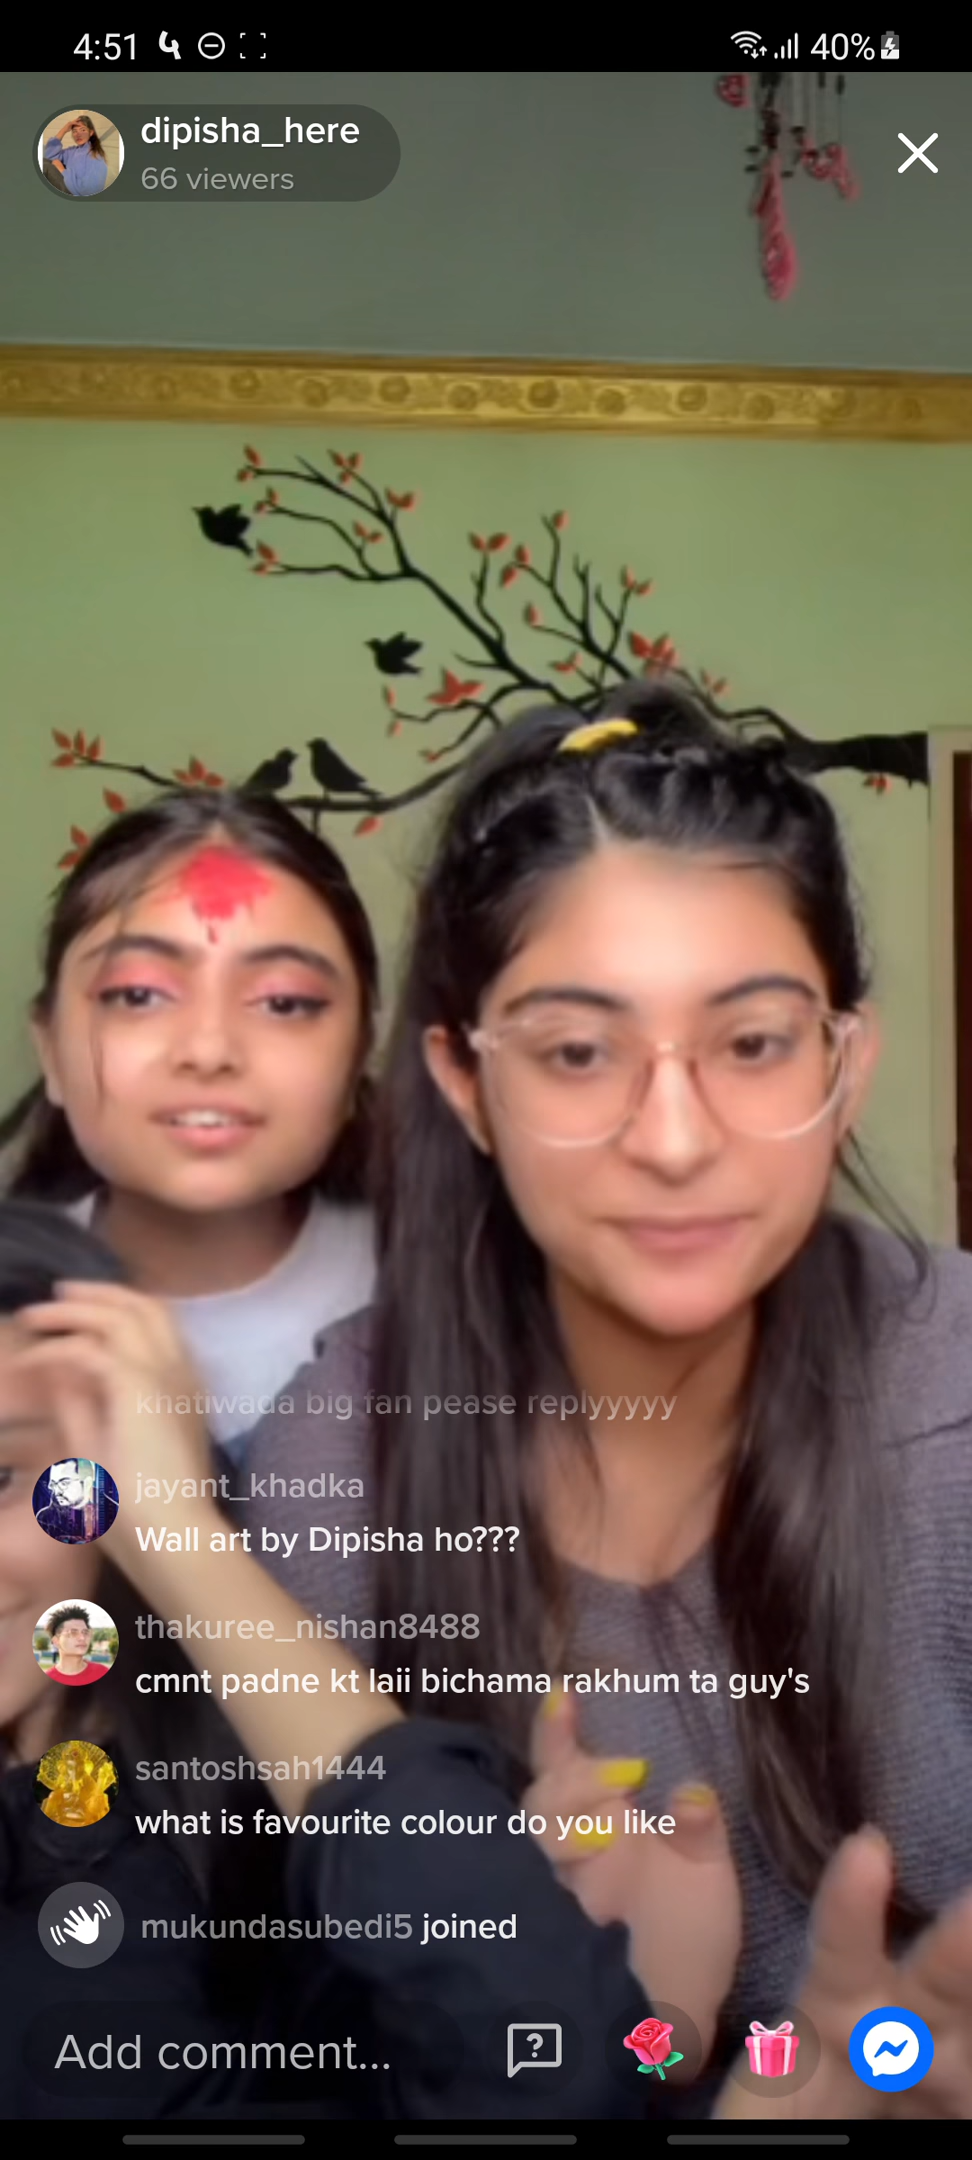 4:51
40%
dipisha_here
66 viewers
khatiwada big fan pease replyyyyy
jayant_khadka
Wall art by Dipisha ho???
thakuree_nishan8488
cmnt padne kt laii bichama rakhum ta guy's
santoshsah1444
what is favourite colour do you like
mukundasubedi5 joined
Add comment...